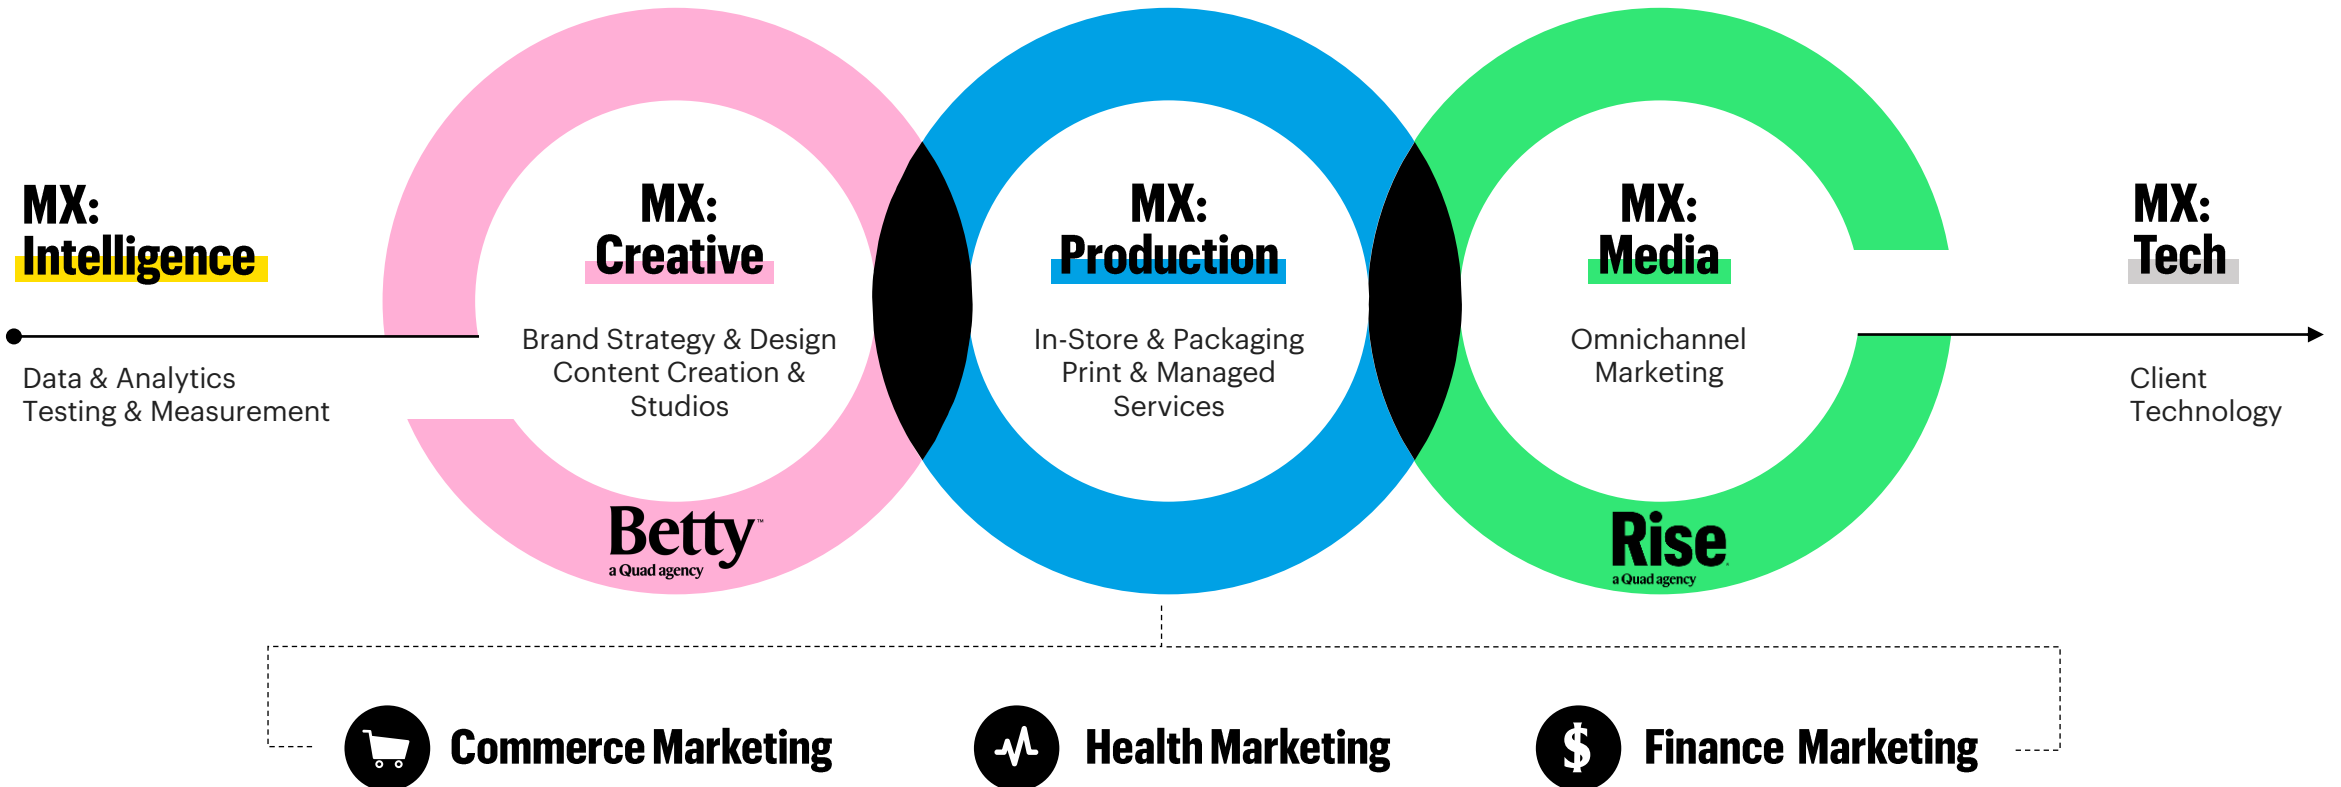 MX:
Intelligence
Data & Analytics
Testing & Measurement
MX:
Creative
Brand Strategy & Design
Content Creation &
Studios
Betty™
a Quad agency
MX:
Production
In-Store & Packaging
Print & Managed
Services
MX:
Media
Omnichannel
Marketing
Rise
a Quad agency
MX:
Tech
Client
Technology
Commerce Marketing
Health Marketing
$
Finance Marketing